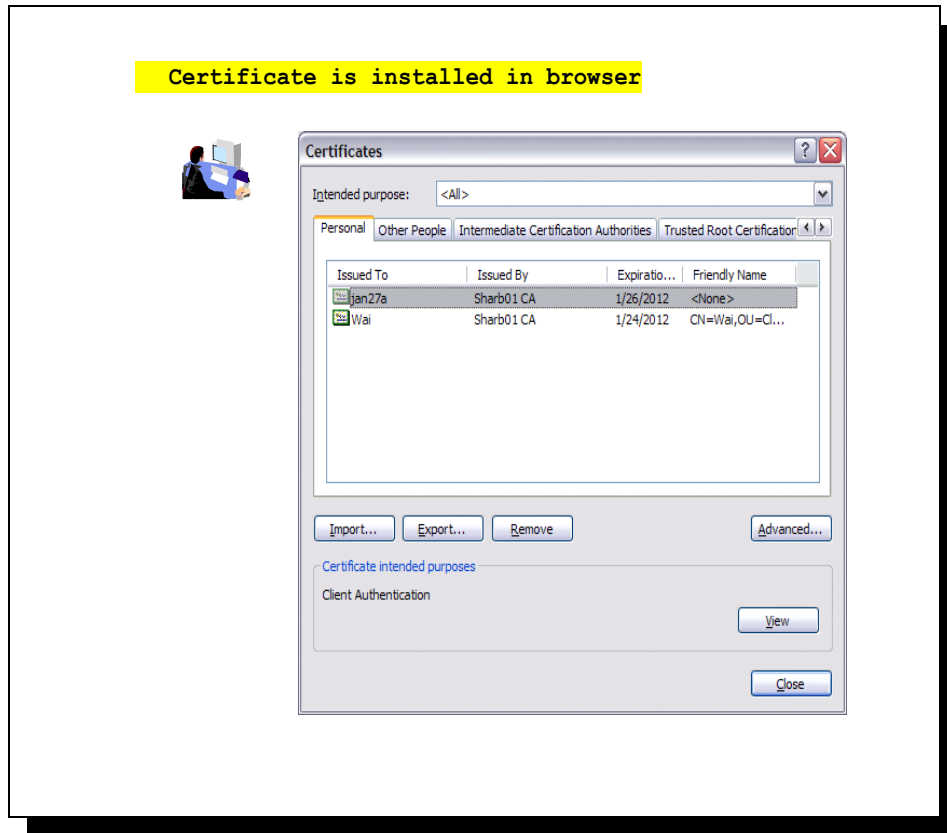 Certificate is installed in browser
Certificates
Intended purpose: <All>
Personal Other People Intermediate Certification Authorities Trusted Root Certification
Issued To Issued By Expiratio... Friendly Name
jan27a Sharb01 CA 1/26/2012 <None>
Wai Sharb01 CA 1/24/2012 CN=Wai,OU=Cl...
Import... Export... Remove Advanced...
Certificate intended purposes
Client Authentication
View
Close